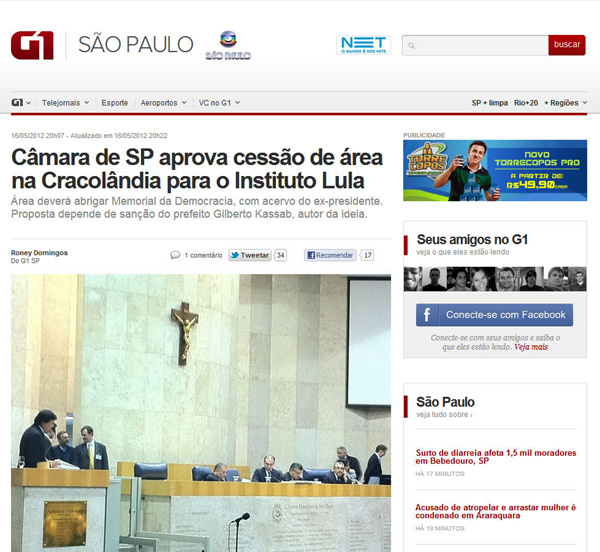 G1
SÃO PAULO
SÃO PAULO
NET
O MUNDO É DOS NETS
buscar
G1
Telejornais
Esporte
Aeroportos
VC no G1
SP + limpa
Rio+20
+ Regiões
16/05/2012 20h07 - Atualizado em 16/05/2012 20h22
Câmara de SP aprova cessão de área
na Cracolândia para o Instituto Lula
Área deverá abrigar Memorial da Democracia, com acervo do ex-presidente.
Proposta depende de sanção do prefeito Gilberto Kassab, autor da ideia.
Roney Domingos
Do G1 SP
1 comentário
Tweetar
34
Recomendar
17
PUBLICIDADE
TORRE
COPOS
NOVO
TORRECOPOS PRO
A PARTIR DE:
R$49,90
CADA
Seus amigos no G1
veja o que eles estão lendo
f
Conecte-se com Facebook
Conecte-se com seus amigos e saiba o
que eles estão lendo. Veja mais
São Paulo
veja tudo sobre ›
Surto de diarreia afeta 1,5 mil moradores
em Bebedouro, SP
HÁ 17 MINUTOS
Acusado de atropelar e arrastar mulher é
condenado em Araraquara
HÁ 19 MINUTOS